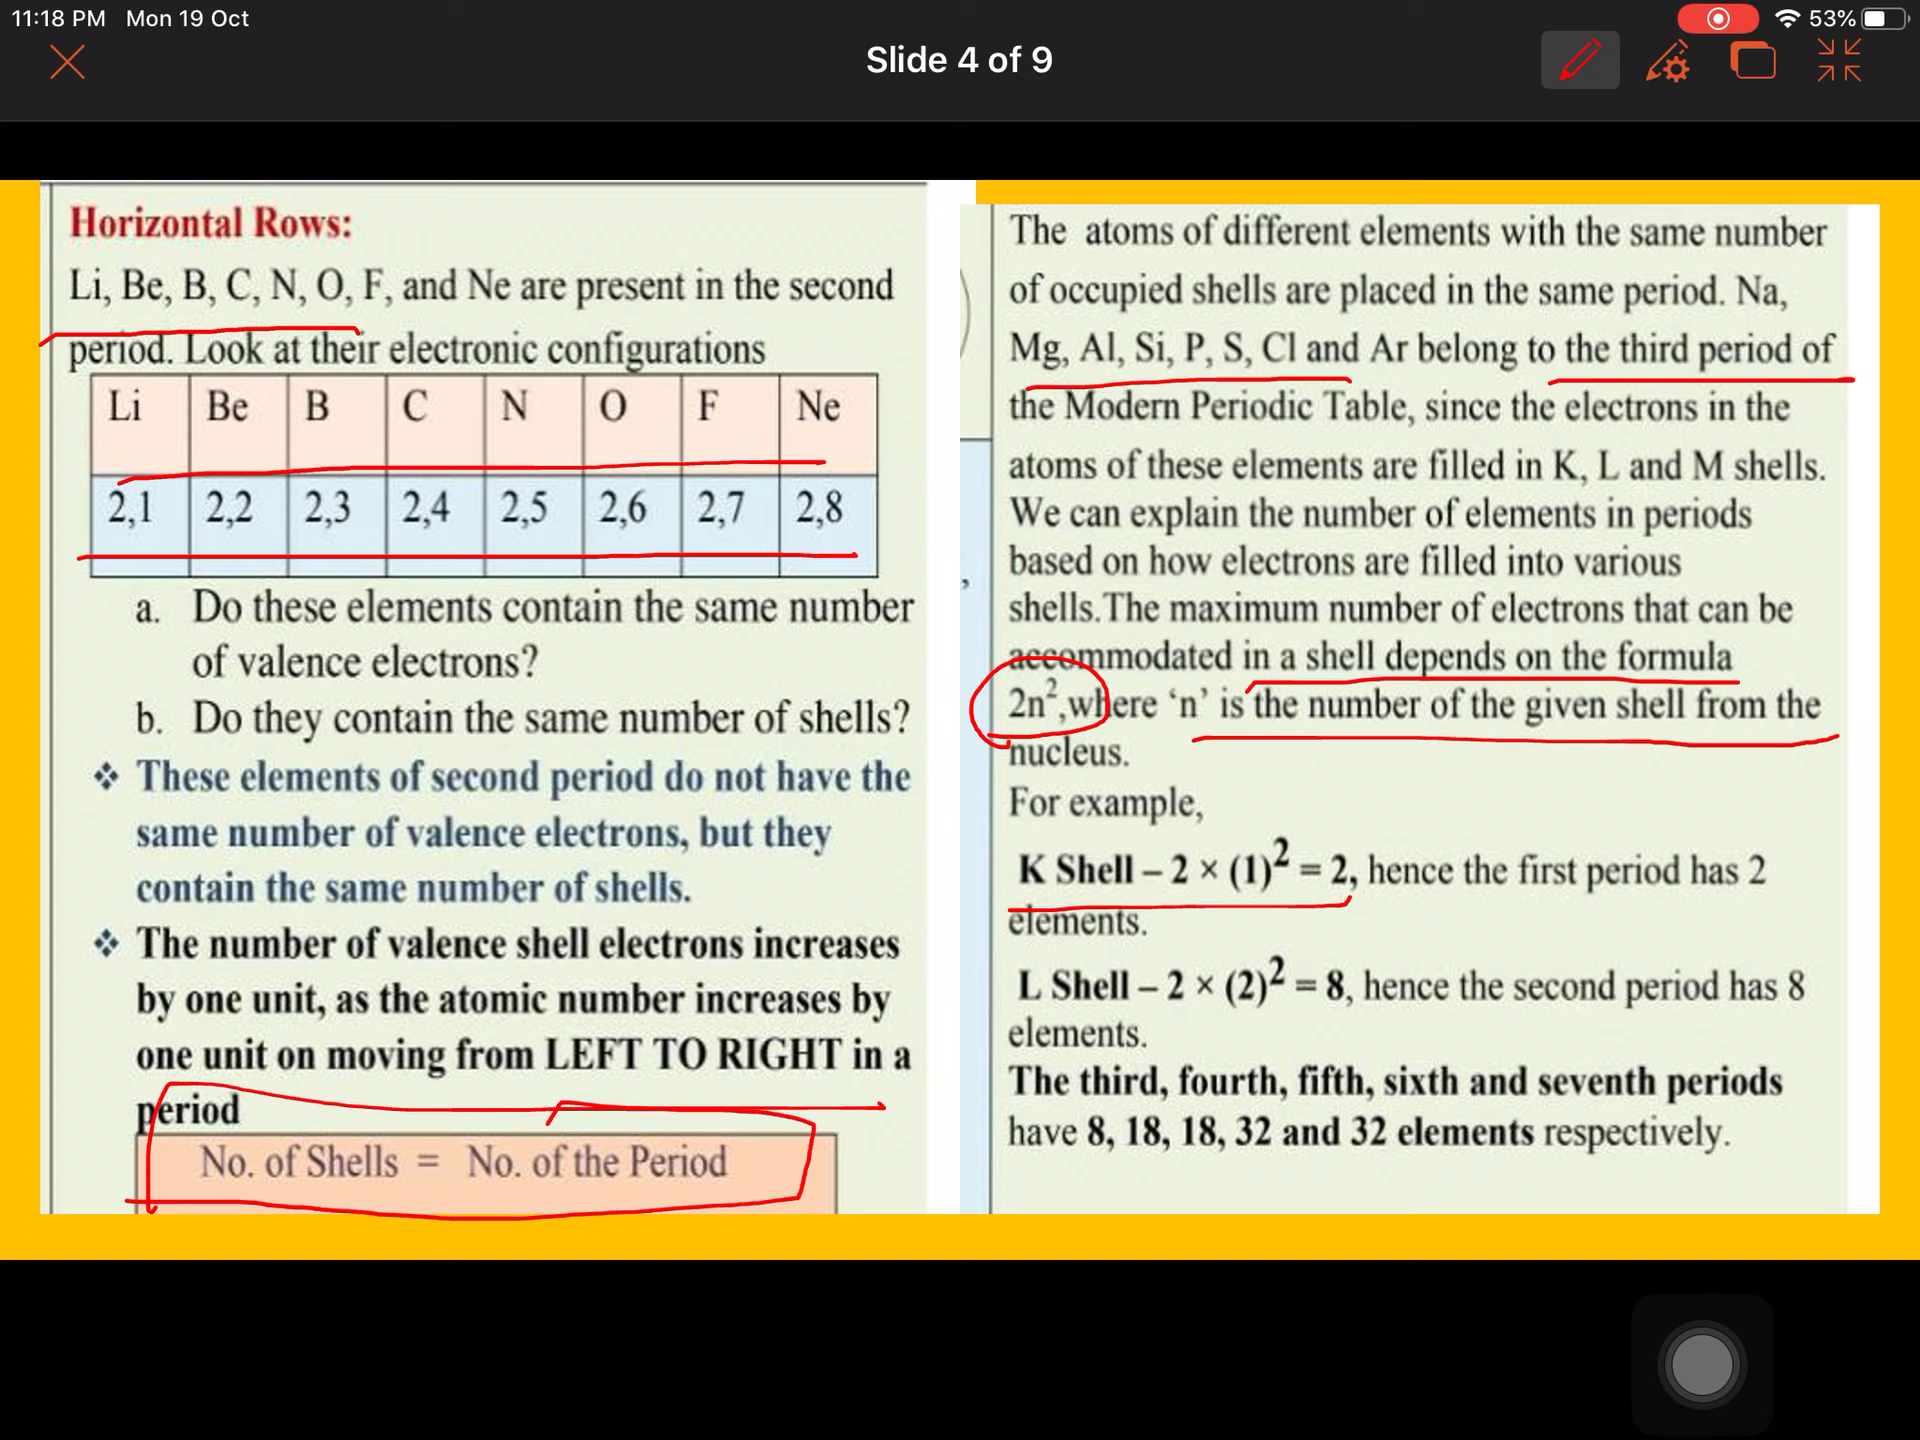 11:18 PM Mon 19 Oct
53%
Slide 4 of 9
Horizontal Rows:
Li, Be, B, C, N, O, F, and Ne are present in the second
period. Look at their electronic configurations
Li Be B C N O F Ne
2,1 2,2 2,3 2,4 2,5 2,6 2,7 2,8
a. Do these elements contain the same number
of valence electrons?
b. Do they contain the same number of shells?
❖ These elements of second period do not have the
same number of valence electrons, but they
contain the same number of shells.
❖ The number of valence shell electrons increases
by one unit, as the atomic number increases by
one unit on moving from LEFT TO RIGHT in a
period
No. of Shells = No. of the Period
The atoms of different elements with the same number
of occupied shells are placed in the same period. Na,
Mg, Al, Si, P, S, Cl and Ar belong to the third period of
the Modern Periodic Table, since the electrons in the
atoms of these elements are filled in K, L and M shells.
We can explain the number of elements in periods
based on how electrons are filled into various
shells.The maximum number of electrons that can be
accommodated in a shell depends on the formula
2n²,where ‘n’ is the number of the given shell from the
nucleus.
For example,
K Shell – 2 × (1)² = 2, hence the first period has 2
elements.
L Shell – 2 × (2)² = 8, hence the second period has 8
elements.
The third, fourth, fifth, sixth and seventh periods
have 8, 18, 18, 32 and 32 elements respectively.